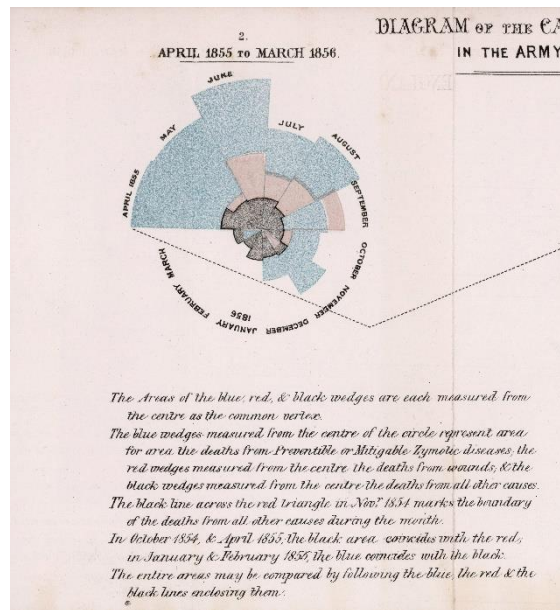 DIAGRAM OF THE CA
IN THE ARMY
2.
APRIL 1855 TO MARCH 1856.
JUNE
JULY
AUGUST
SEPTEMBER
MAY
APRIL 1855
OCTOBER
NOVEMBER
DECEMBER
JANUARY
1856
FEBRUARY
MARCH
The Areas of the blue, red, & black wedges are each measured from
the centre as the common vertex.
The blue wedges measured from the centre of the circle represent area
for area the deaths from Preventible or Mitigable Zymotic diseases, the
red wedges measured from the centre the deaths from wounds, & the
black wedges measured from the centre the deaths from all other causes.
The black line across the red triangle in Novr. 1854 marks the boundary
of the deaths from all other causes during the month.
In October 1854, & April 1855, the black area coincides with the red,
in January & February 1855, the blue coincides with the black.
The entire areas may be compared by following the blue, the red & the
black lines enclosing them.